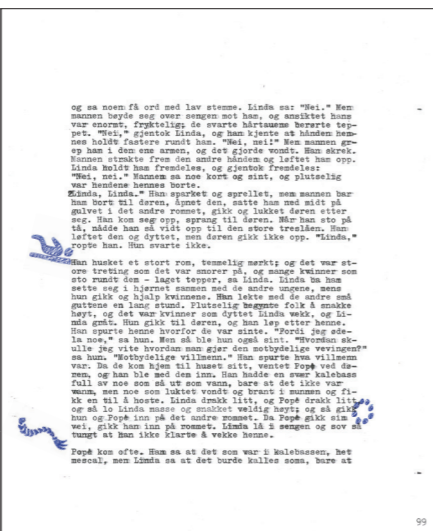 og sa noen få ord med lav stemme. Linda sa: "Nei." Men
mannen bøyde seg over sengen mot ham, og ansiktet hans
var enormt, fryktelig; de svarte hårtauene berørte tep-
pet. "Nei," gjentok Linda, og han kjente at hånden hen-
nes holdt fastere rundt ham. "Nei, nei!" Men mannen gr-
ep ham i den ene armen, og det gjorde vondt. Han skrek.
Mannen strakte frem den andre hånden og løftet ham opp.
Linda holdt ham fremdeles, og gjentok fremdeles:
"Nei, nei." Mannen sa noe kort og sint, og plutselig
var hendene hennes borte.
"Linda, Linda." Han sparket og sprellet, men mannen bar
ham bort til døren, åpnet den, satte ham med midt på
gulvet i det andre rommet, gikk og lukket døren etter
seg. Han kom seg opp, sprang til døren. Når han sto på
tå, nådde han så vidt opp til den store treslåen. Han
løftet den og dyttet, men døren gikk ikke opp. "Linda,"
ropte han. Hun svarte ikke.
Han husket et stort rom, temmelig mørkt; og det var st-
ore treting som det var snorer på, og mange kvinner som
sto rundt dem - laget tepper, sa Linda. Linda ba ham
sette seg i hjørnet sammen med de andre ungene, mens
hun gikk og hjalp kvinnene. Han lekte med de andre små
guttene en lang stund. Plutselig begynte folk å snakke
høyt, og det var kvinner som dyttet Linda vekk, og Li-
nda gråt. Hun gikk til døren, og han løp etter henne.
Han spurte henne hvorfor de var sinte. "Fordi jeg øde-
la noe," sa hun. Men så ble hun også sint. "Hvordan sk-
ulle jeg vite hvordan man gjør den motbydelige vevingen?"
sa hun. "Motbydelige villmenn." Han spurte hva villmenn
var. Da de kom hjem til huset sitt, ventet Popè ved dø-
ren, og han ble med dem inn. Han hadde en svær kalebass
full av noe som så ut som vann, bare at det ikke var
vann, men noe som luktet vondt og brant i munnen og fi-
kk en til å hoste. Linda drakk litt, og Popè drakk litt,
og så lo Linda masse og snakket veldig høyt; og så gikk
hun og Popè inn på det andre rommet. Da Popè gikk sin
vei, gikk han inn på rommet. Linda lå i sengen og sov så
tungt at han ikke klarte å vekke henne.
Popè kom ofte. Han sa at det som var i kalebassen, het
mescal, men Linda sa at det burde kalles soma, bare at
99